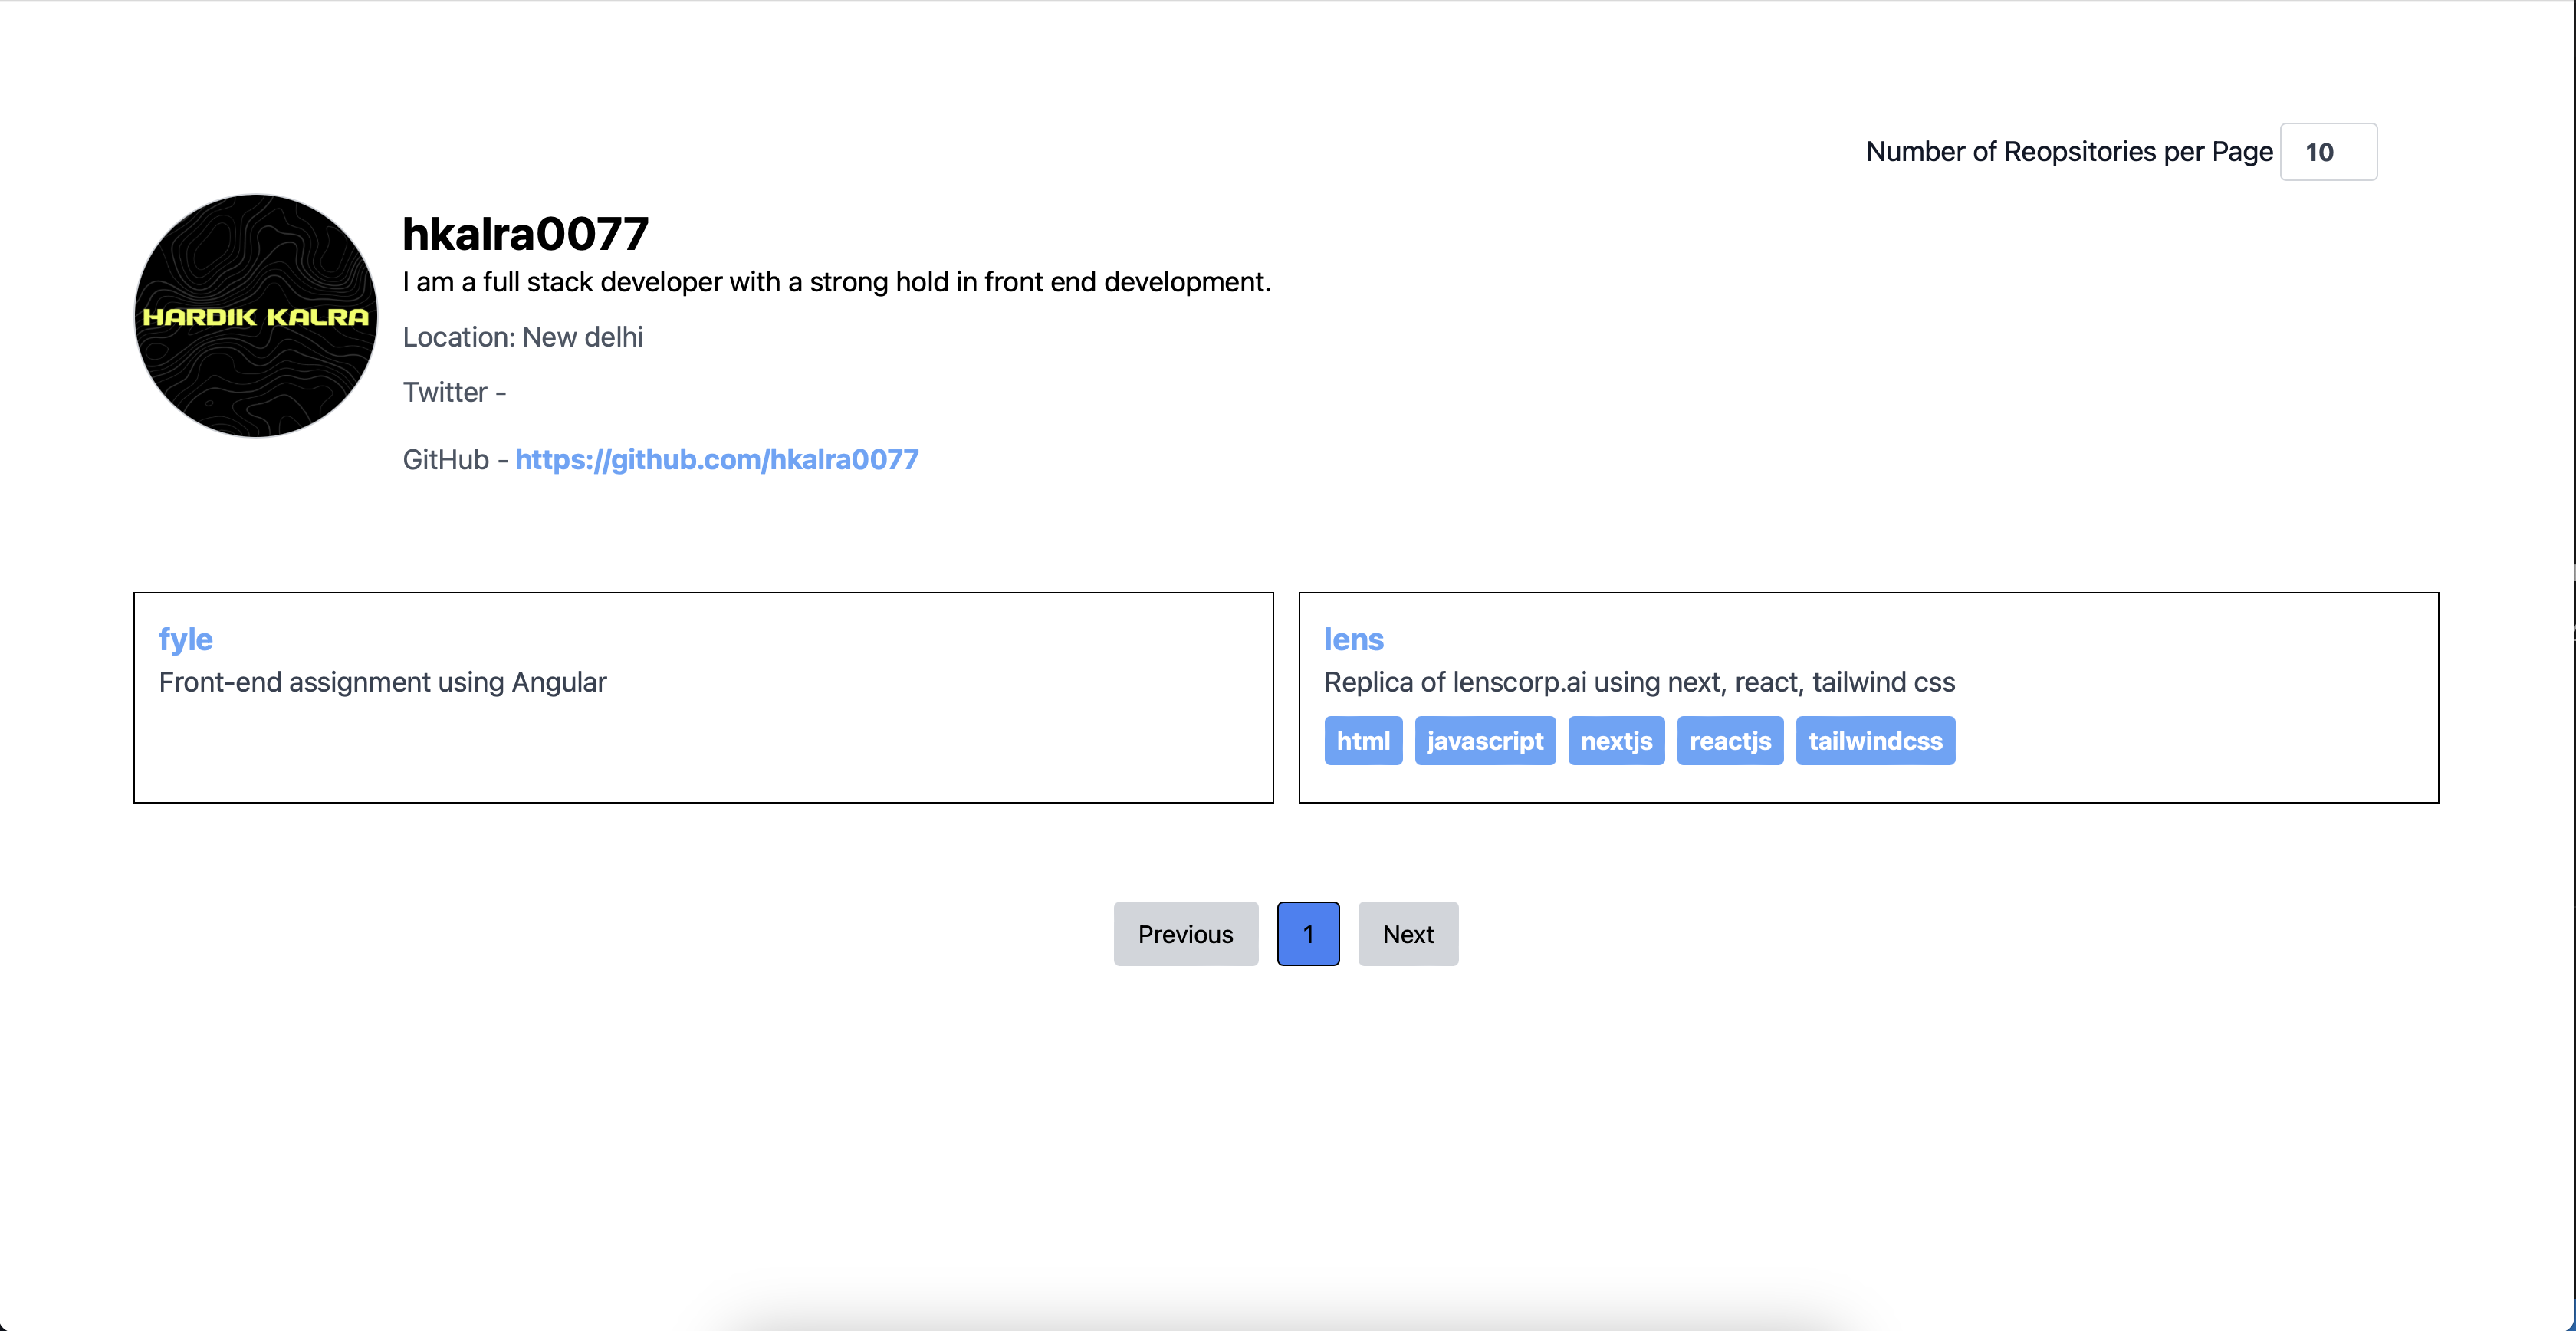 Number of Reopsitories per Page 10
HARDIK KALRA
hkalra0077
I am a full stack developer with a strong hold in front end development.
Location: New delhi
Twitter -
GitHub - https://github.com/hkalra0077
fyle
Front-end assignment using Angular
lens
Replica of lenscorp.ai using next, react, tailwind css
html javascript nextjs reactjs tailwindcss
Previous 1 Next